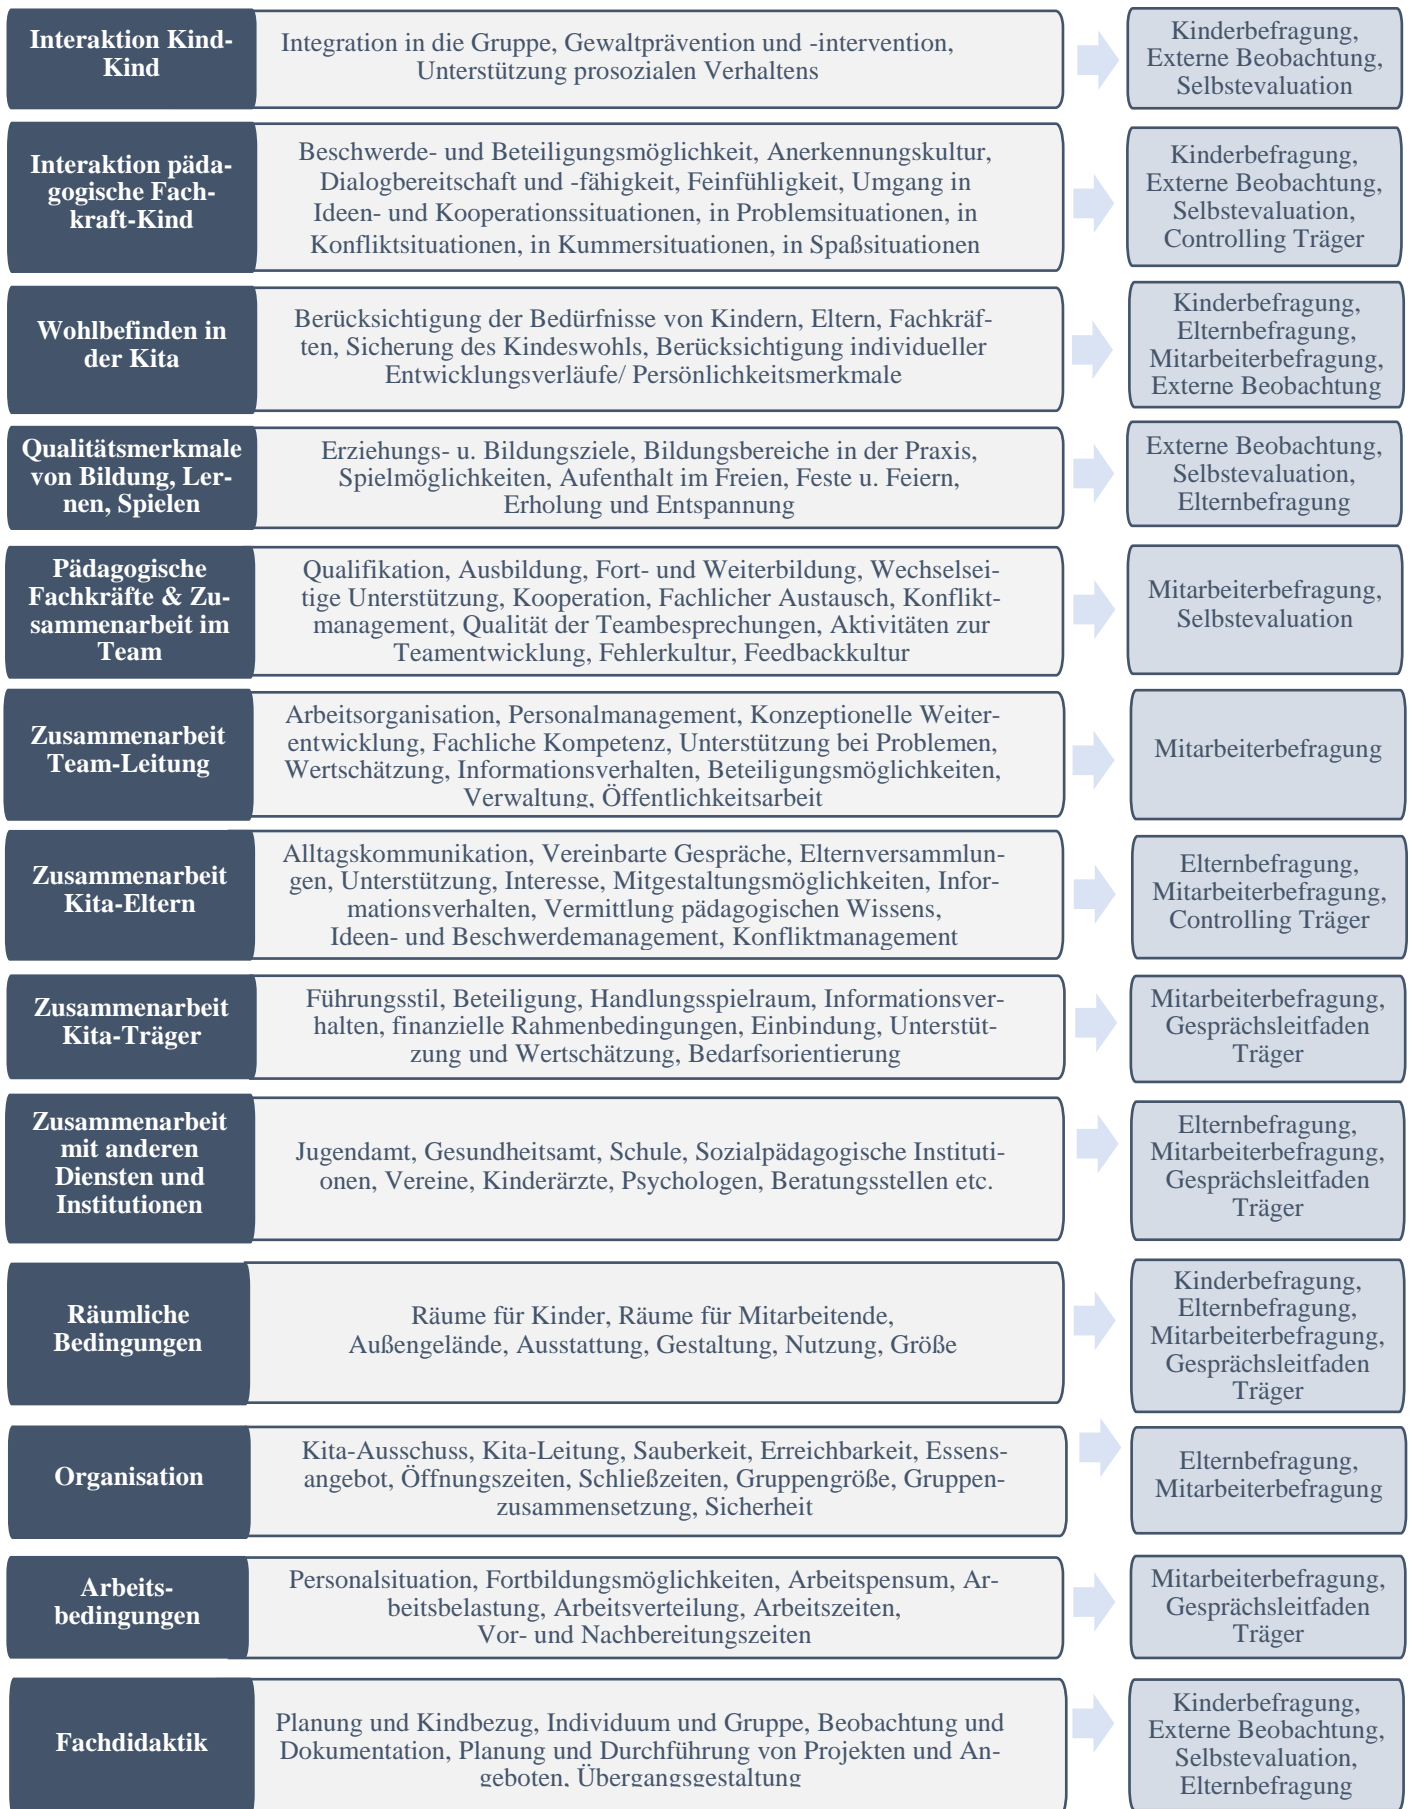 Interaktion Kind-
Kind
Integration in die Gruppe, Gewaltprävention und -intervention,
Unterstützung prosozialen Verhaltens
Kinderbefragung,
Externe Beobachtung,
Selbstevaluation
Interaktion päda-
gogische Fach-
kraft-Kind
Beschwerde- und Beteiligungsmöglichkeit, Anerkennungskultur,
Dialogbereitschaft und -fähigkeit, Feinfühligkeit, Umgang in
Ideen- und Kooperationssituationen, in Problemsituationen, in
Konfliktsituationen, in Kummersituationen, in Spaßsituationen
Kinderbefragung,
Externe Beobachtung,
Selbstevaluation,
Controlling Träger
Wohlbefinden in
der Kita
Berücksichtigung der Bedürfnisse von Kindern, Eltern, Fachkräf-
ten, Sicherung des Kindeswohls, Berücksichtigung individueller
Entwicklungsverläufe/ Persönlichkeitsmerkmale
Kinderbefragung,
Elternbefragung,
Mitarbeiterbefragung,
Externe Beobachtung
Qualitätsmerkmale
von Bildung, Ler-
nen, Spielen
Erziehungs- u. Bildungsziele, Bildungsbereiche in der Praxis,
Spielmöglichkeiten, Aufenthalt im Freien, Feste u. Feiern,
Erholung und Entspannung
Externe Beobachtung,
Selbstevaluation,
Elternbefragung
Pädagogische
Fachkräfte & Zu-
sammenarbeit im
Team
Qualifikation, Ausbildung, Fort- und Weiterbildung, Wechselsei-
tige Unterstützung, Kooperation, Fachlicher Austausch, Konflikt-
management, Qualität der Teambesprechungen, Aktivitäten zur
Teamentwicklung, Fehlerkultur, Feedbackkultur
Mitarbeiterbefragung,
Selbstevaluation
Zusammenarbeit
Team-Leitung
Arbeitsorganisation, Personalmanagement, Konzeptionelle Weiter-
entwicklung, Fachliche Kompetenz, Unterstützung bei Problemen,
Wertschätzung, Informationsverhalten, Beteiligungsmöglichkeiten,
Verwaltung, Öffentlichkeitsarbeit
Mitarbeiterbefragung
Zusammenarbeit
Kita-Eltern
Alltagskommunikation, Vereinbarte Gespräche, Elternversammlun-
gen, Unterstützung, Interesse, Mitgestaltungsmöglichkeiten, Infor-
mationsverhalten, Vermittlung pädagogischen Wissens,
Ideen- und Beschwerdemanagement, Konfliktmanagement
Elternbefragung,
Mitarbeiterbefragung,
Controlling Träger
Zusammenarbeit
Kita-Träger
Führungsstil, Beteiligung, Handlungsspielraum, Informationsver-
halten, finanzielle Rahmenbedingungen, Einbindung, Unterstüt-
zung und Wertschätzung, Bedarfsorientierung
Mitarbeiterbefragung,
Gesprächsleitfaden
Träger
Zusammenarbeit
mit anderen
Diensten und
Institutionen
Jugendamt, Gesundheitsamt, Schule, Sozialpädagogische Instituti-
onen, Vereine, Kinderärzte, Psychologen, Beratungsstellen etc.
Elternbefragung,
Mitarbeiterbefragung,
Gesprächsleitfaden
Träger
Räumliche
Bedingungen
Räume für Kinder, Räume für Mitarbeitende,
Außengelände, Ausstattung, Gestaltung, Nutzung, Größe
Kinderbefragung,
Elternbefragung,
Mitarbeiterbefragung,
Gesprächsleitfaden
Träger
Organisation
Kita-Ausschuss, Kita-Leitung, Sauberkeit, Erreichbarkeit, Essens-
angebot, Öffnungszeiten, Schließzeiten, Gruppengröße, Gruppen-
zusammensetzung, Sicherheit
Elternbefragung,
Mitarbeiterbefragung
Arbeits-
bedingungen
Personalsituation, Fortbildungsmöglichkeiten, Arbeitspensum, Ar-
beitsbelastung, Arbeitsverteilung, Arbeitszeiten,
Vor- und Nachbereitungszeiten
Mitarbeiterbefragung,
Gesprächsleitfaden
Träger
Fachdidaktik
Planung und Kindbezug, Individuum und Gruppe, Beobachtung und
Dokumentation, Planung und Durchführung von Projekten und An-
geboten, Übergangsgestaltung
Kinderbefragung,
Externe Beobachtung,
Selbstevaluation,
Elternbefragung